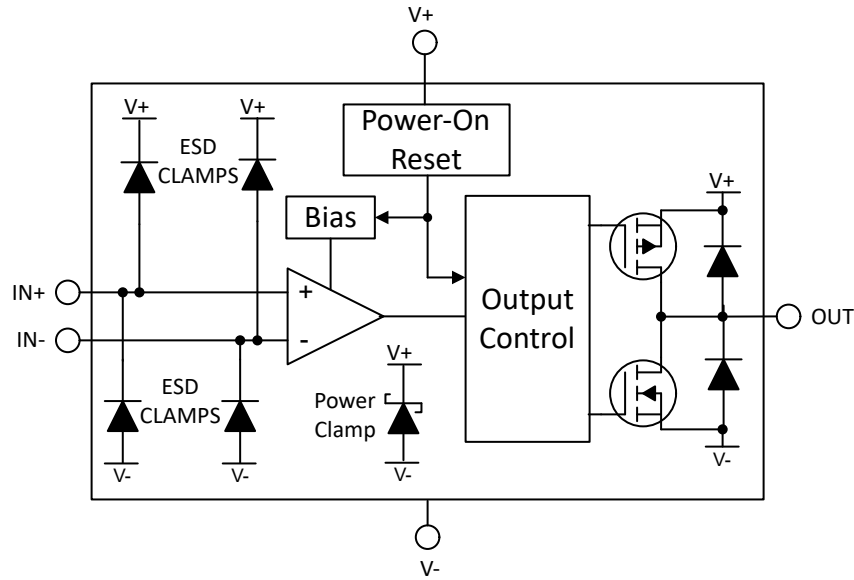 V+
V+
V+
ESD
CLAMPS
Power-On
Reset
V+
Bias
IN+
+
Output
Control
OUT
IN-
-
V+
ESD
CLAMPS
Power
Clamp
V-
V-
V-
V-
V-